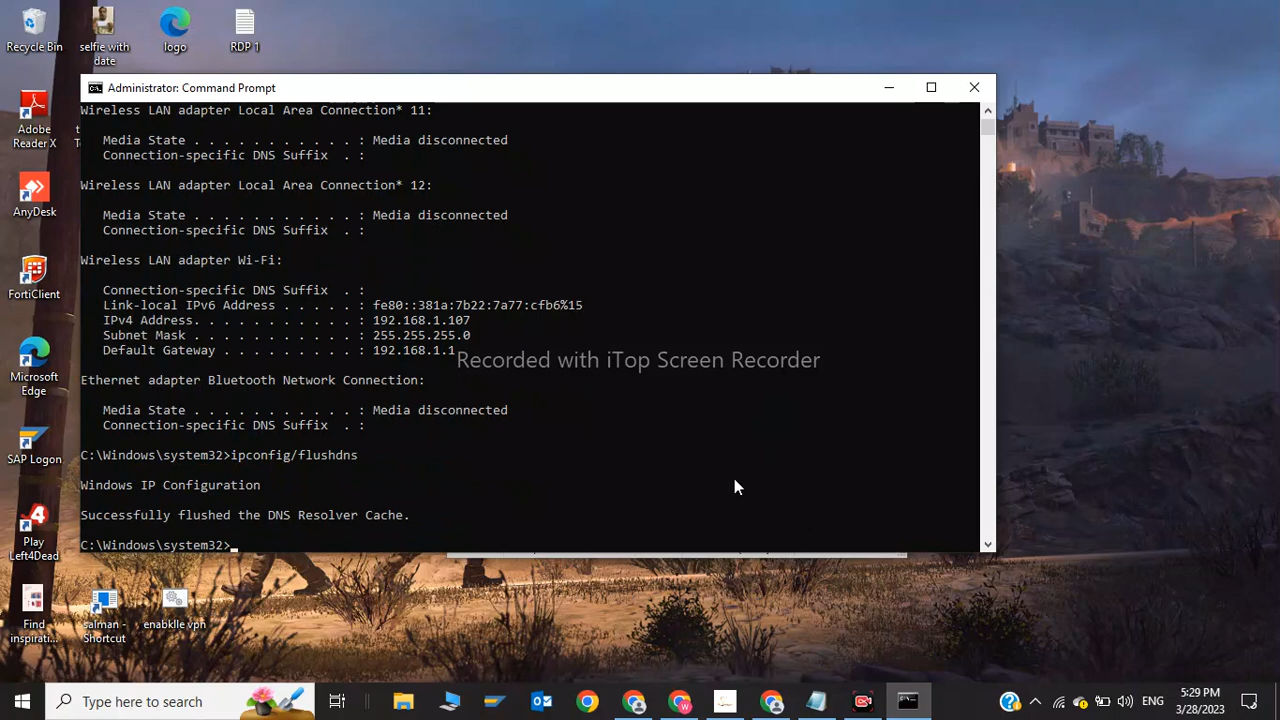 Recycle Bin
selfie with
date
logo
RDP 1
Adobe
Reader X
AnyDesk
FortiClient
Microsoft
Edge
SAP Logon
Play
Left4Dead
Find
inspirati...
salman -
Shortcut
enabklle vpn
Administrator: Command Prompt
Wireless LAN adapter Local Area Connection* 11:
Media State . . . . . . . . . . . : Media disconnected
Connection-specific DNS Suffix  . :
Wireless LAN adapter Local Area Connection* 12:
Media State . . . . . . . . . . . : Media disconnected
Connection-specific DNS Suffix  . :
Wireless LAN adapter Wi-Fi:
Connection-specific DNS Suffix  . :
Link-local IPv6 Address . . . . . : fe80::381a:7b22:7a77:cfb6%15
IPv4 Address. . . . . . . . . . . : 192.168.1.107
Subnet Mask . . . . . . . . . . . : 255.255.255.0
Default Gateway . . . . . . . . . : 192.168.1.1
Recorded with iTop Screen Recorder
Ethernet adapter Bluetooth Network Connection:
Media State . . . . . . . . . . . : Media disconnected
Connection-specific DNS Suffix  . :
C:\Windows\system32>ipconfig/flushdns
Windows IP Configuration
Successfully flushed the DNS Resolver Cache.
C:\Windows\system32>
Type here to search
5:29 PM
3/28/2023